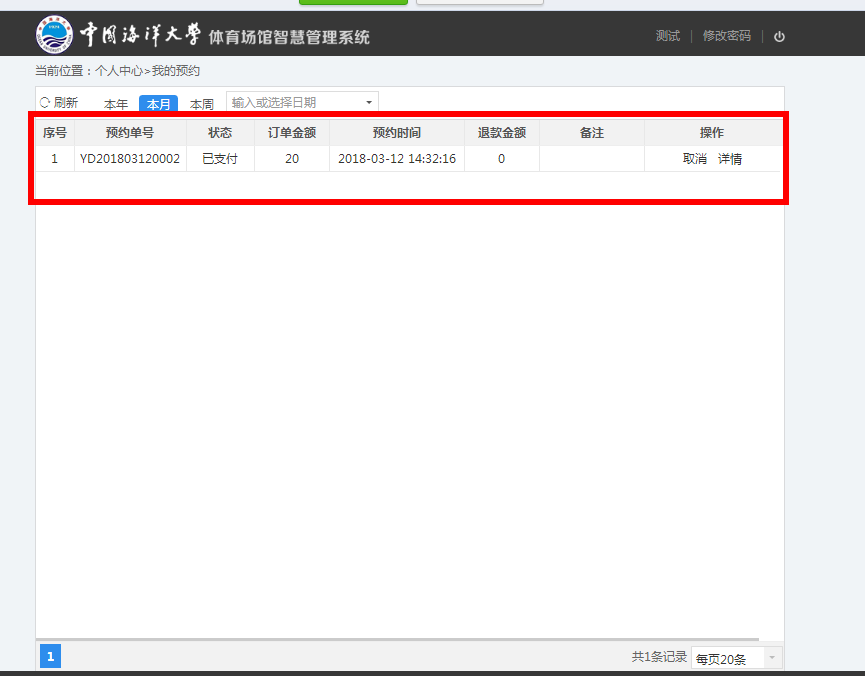 中国海洋大学 体育场馆智慧管理系统 测试 | 修改密码 |
当前位置：个人中心>我的预约
刷新 本年 本月 本周 输入或选择日期
序号 预约单号 状态 订单金额 预约时间 退款金额 备注 操作
1 YD201803120002 已支付 20 2018-03-12 14:32:16 0 取消 详情
1 共1条记录 每页20条